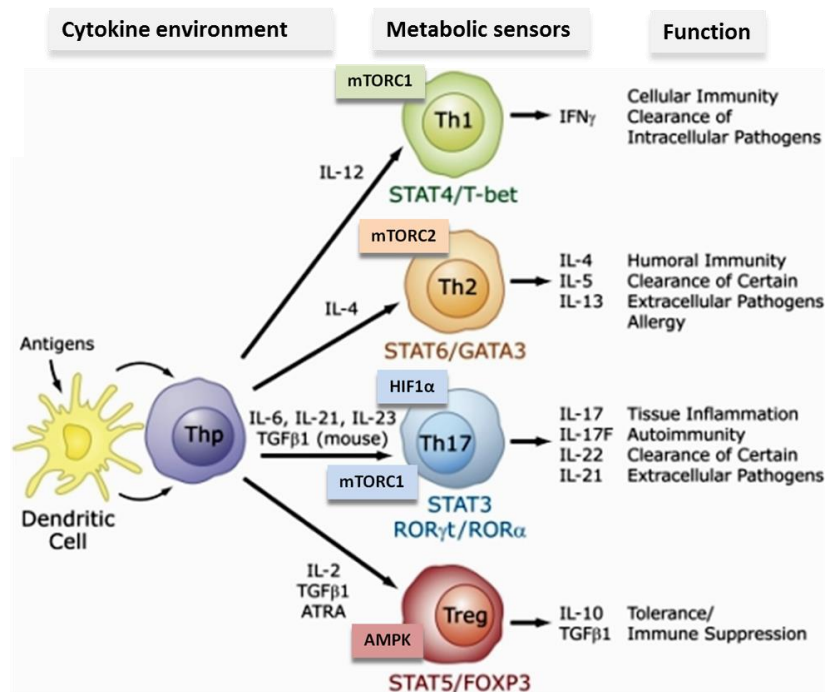 Cytokine environment
Metabolic sensors
Function
mTORC1
Th1
IL-12
STAT4/T-bet
IFNγ
Cellular Immunity
Clearance of
Intracellular Pathogens
mTORC2
Th2
IL-4
STAT6/GATA3
IL-4
IL-5
IL-13
Humoral Immunity
Clearance of Certain
Extracellular Pathogens
Allergy
Antigens
Dendritic
Cell
Thp
IL-6, IL-21, IL-23
TGFβ1 (mouse)
HIF1α
Th17
mTORC1
STAT3
RORγt/RORα
IL-17
IL-17F
IL-22
IL-21
Tissue Inflammation
Autoimmunity
Clearance of Certain
Extracellular Pathogens
IL-2
TGFβ1
ATRA
AMPK
Treg
STAT5/FOXP3
IL-10
TGFβ1
Tolerance/
Immune Suppression